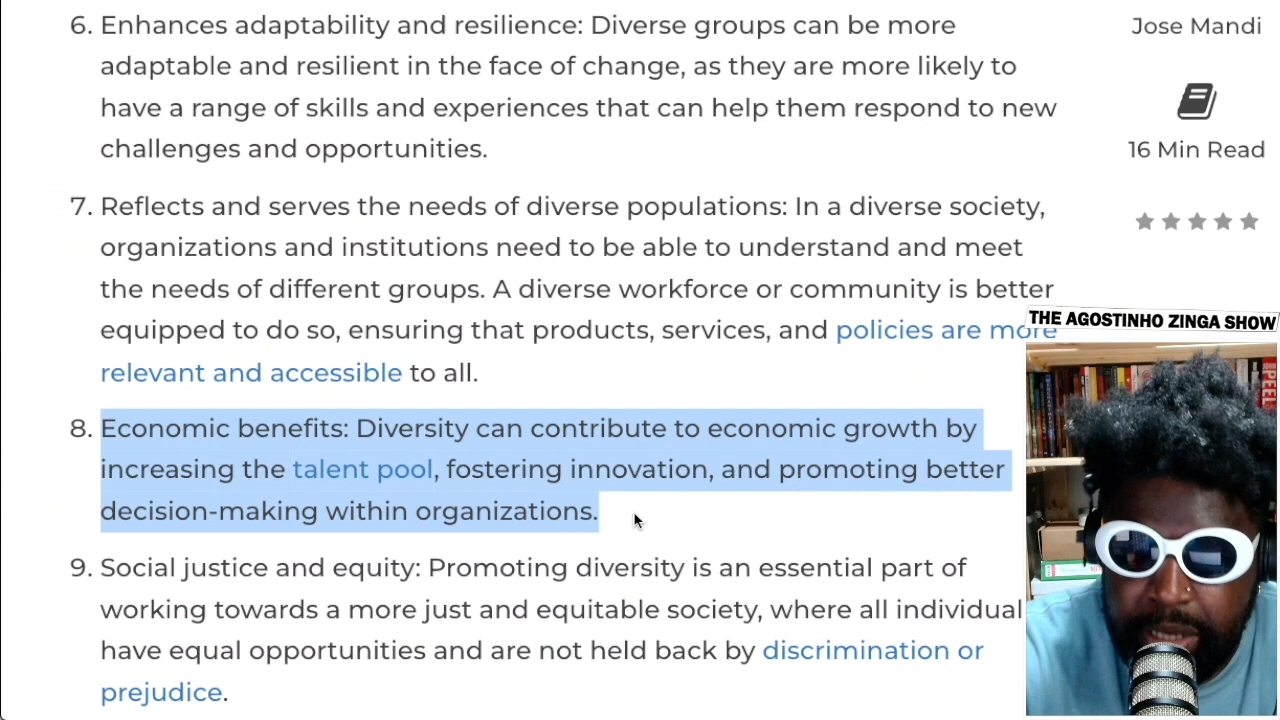 6. Enhances adaptability and resilience: Diverse groups can be more
adaptable and resilient in the face of change, as they are more likely to
have a range of skills and experiences that can help them respond to new
challenges and opportunities.
7. Reflects and serves the needs of diverse populations: In a diverse society,
organizations and institutions need to be able to understand and meet
the needs of different groups. A diverse workforce or community is better
equipped to do so, ensuring that products, services, and policies are more
relevant and accessible to all.
8. Economic benefits: Diversity can contribute to economic growth by
increasing the talent pool, fostering innovation, and promoting better
decision-making within organizations.
9. Social justice and equity: Promoting diversity is an essential part of
working towards a more just and equitable society, where all individual
have equal opportunities and are not held back by discrimination or
prejudice.
Jose Mandi
16 Min Read
THE AGOSTINHO ZINGA SHOW
PEEL